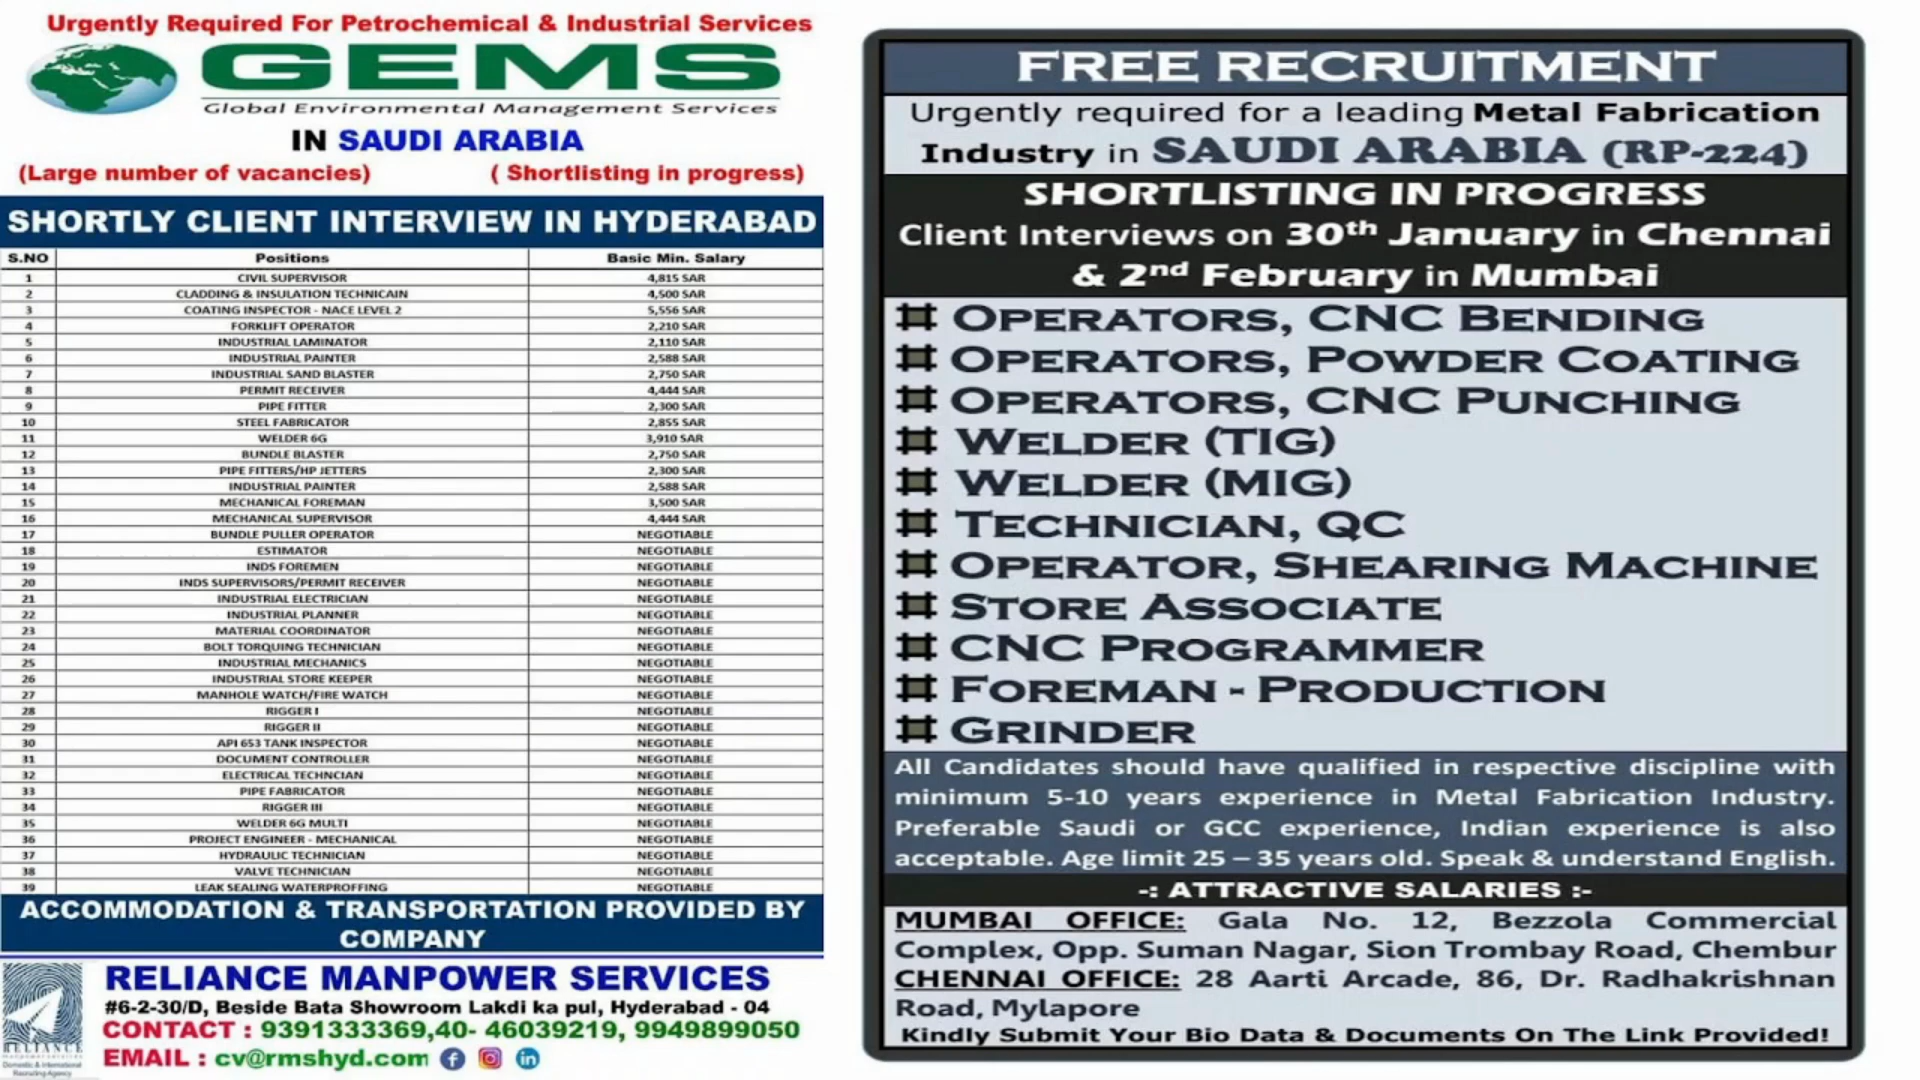 Urgently Required For Petrochemical & Industrial Services
GEMS
Global Environmental Management Services
IN SAUDI ARABIA
(Large number of vacancies) ( Shortlisting in progress)
SHORTLY CLIENT INTERVIEW IN HYDERABAD
S.NO Positions Basic Min. Salary
1 CIVIL SUPERVISOR 4,815 SAR
2 CLADDING & INSULATION TECHNICAIN 4,500 SAR
3 COATING INSPECTOR - NACE LEVEL 2 5,556 SAR
4 FORKLIFT OPERATOR 2,210 SAR
5 INDUSTRIAL LAMINATOR 2,110 SAR
6 INDUSTRIAL PAINTER 2,588 SAR
7 INDUSTRIAL SAND BLASTER 2,750 SAR
8 PERMIT RECEIVER 4,444 SAR
9 PIPE FITTER 2,300 SAR
10 STEEL FABRICATOR 2,855 SAR
11 WELDER 6G 3,910 SAR
12 BUNDLE BLASTER 2,750 SAR
13 PIPE FITTERS/HP JETTERS 2,300 SAR
14 INDUSTRIAL PAINTER 2,588 SAR
15 MECHANICAL FOREMAN 3,500 SAR
16 MECHANICAL SUPERVISOR 4,444 SAR
17 BUNDLE PULLER OPERATOR NEGOTIABLE
18 ESTIMATOR NEGOTIABLE
19 INDS FOREMEN NEGOTIABLE
20 INDS SUPERVISORS/PERMIT RECEIVER NEGOTIABLE
21 INDUSTRIAL ELECTRICIAN NEGOTIABLE
22 INDUSTRIAL PLANNER NEGOTIABLE
23 MATERIAL COORDINATOR NEGOTIABLE
24 BOLT TORQUING TECHNICIAN NEGOTIABLE
25 INDUSTRIAL MECHANICS NEGOTIABLE
26 INDUSTRIAL STORE KEEPER NEGOTIABLE
27 MANHOLE WATCH/FIRE WATCH NEGOTIABLE
28 RIGGER I NEGOTIABLE
29 RIGGER II NEGOTIABLE
30 API 653 TANK INSPECTOR NEGOTIABLE
31 DOCUMENT CONTROLLER NEGOTIABLE
32 ELECTRICAL TECHNCIAN NEGOTIABLE
33 PIPE FABRICATOR NEGOTIABLE
34 RIGGER III NEGOTIABLE
35 WELDER 6G MULTI NEGOTIABLE
36 PROJECT ENGINEER - MECHANICAL NEGOTIABLE
37 HYDRAULIC TECHNICIAN NEGOTIABLE
38 VALVE TECHNICIAN NEGOTIABLE
39 LEAK SEALING WATERPROFFING NEGOTIABLE
ACCOMMODATION & TRANSPORTATION PROVIDED BY
COMPANY
RELIANCE MANPOWER SERVICES
#6-2-30/D, Beside Bata Showroom Lakdi ka pul, Hyderabad - 04
CONTACT : 9391333369,40- 46039219, 9949899050
EMAIL : cv@rmshyd.com
RELIANCE
manpower services
Domestic & International
Recruiting Agency
FREE RECRUITMENT
Urgently required for a leading Metal Fabrication
Industry in SAUDI ARABIA (RP-224)
SHORTLISTING IN PROGRESS
Client Interviews on 30th January in Chennai
& 2nd February in Mumbai
OPERATORS, CNC BENDING
OPERATORS, POWDER COATING
OPERATORS, CNC PUNCHING
WELDER (TIG)
WELDER (MIG)
TECHNICIAN, QC
OPERATOR, SHEARING MACHINE
STORE ASSOCIATE
CNC PROGRAMMER
FOREMAN - PRODUCTION
GRINDER
All Candidates should have qualified in respective discipline with
minimum 5-10 years experience in Metal Fabrication Industry.
Preferable Saudi or GCC experience, Indian experience is also
acceptable. Age limit 25 – 35 years old. Speak & understand English.
-: ATTRACTIVE SALARIES :-
MUMBAI OFFICE: Gala No. 12, Bezzola Commercial
Complex, Opp. Suman Nagar, Sion Trombay Road, Chembur
CHENNAI OFFICE: 28 Aarti Arcade, 86, Dr. Radhakrishnan
Road, Mylapore
Kindly Submit Your Bio Data & Documents On The Link Provided!